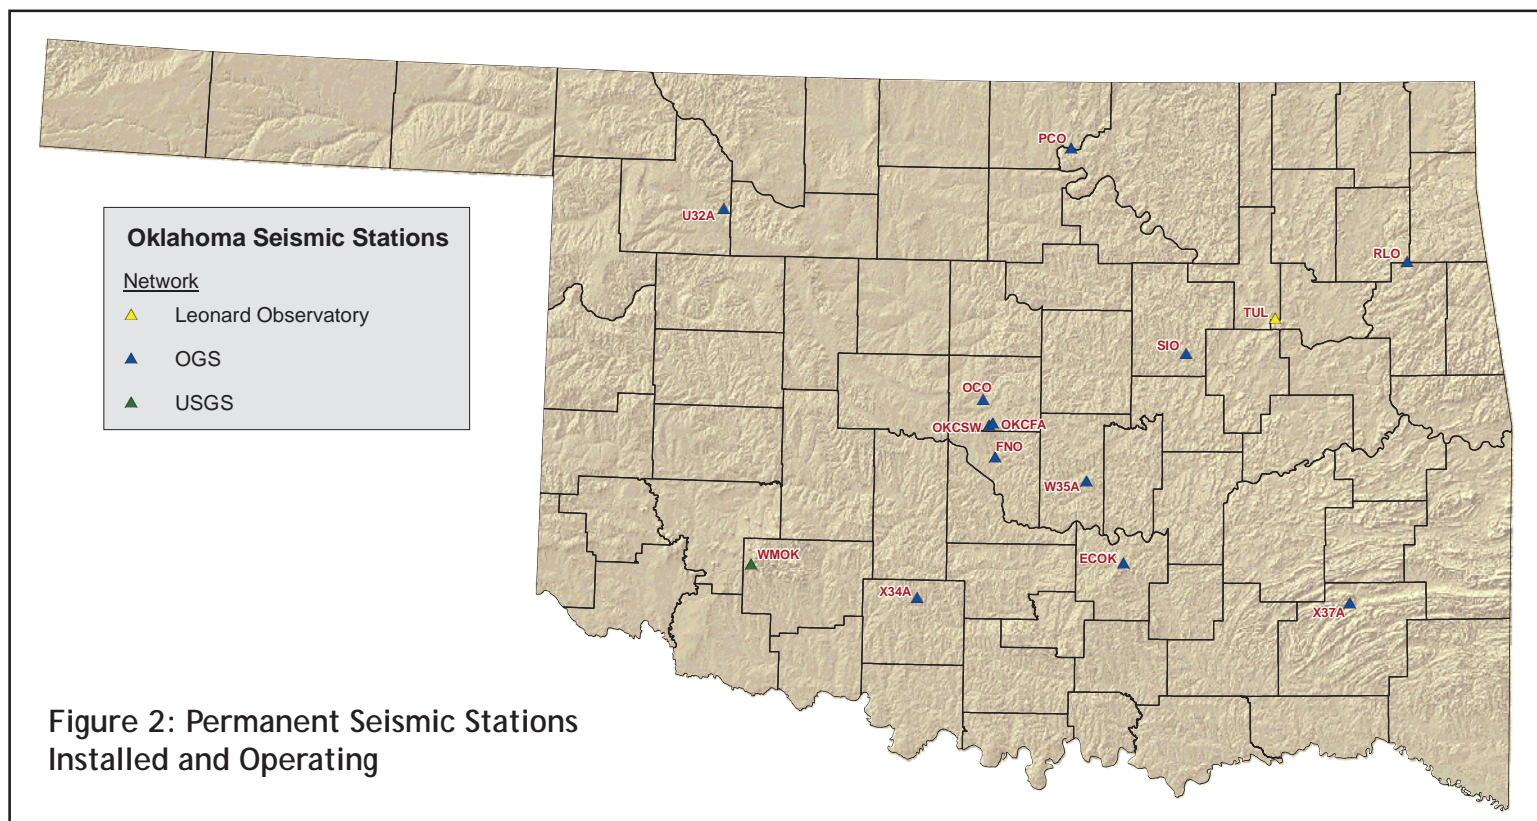 PCO
U32A
Oklahoma Seismic Stations
Network
Leonard Observatory
OGS
USGS
RLO
TUL
SIO
OCO
OKCSW
OKCFA
FNO
W35A
WMOK
ECOK
X34A
X37A
Figure 2: Permanent Seismic Stations
Installed and Operating